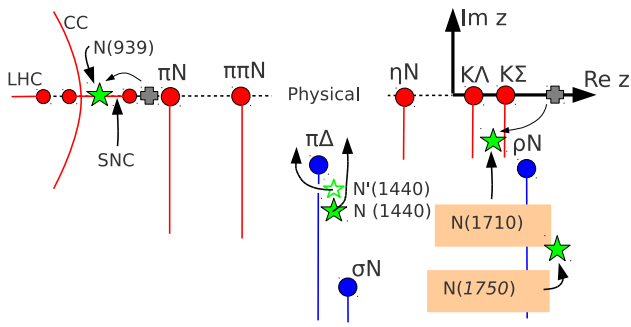 CC
Im z
N(939)
πN
ππN
ηN
KΛ
KΣ
LHC
Physical
Re z
SNC
πΔ
ρN
N'(1440)
N (1440)
N(1710)
σN
N(1750)